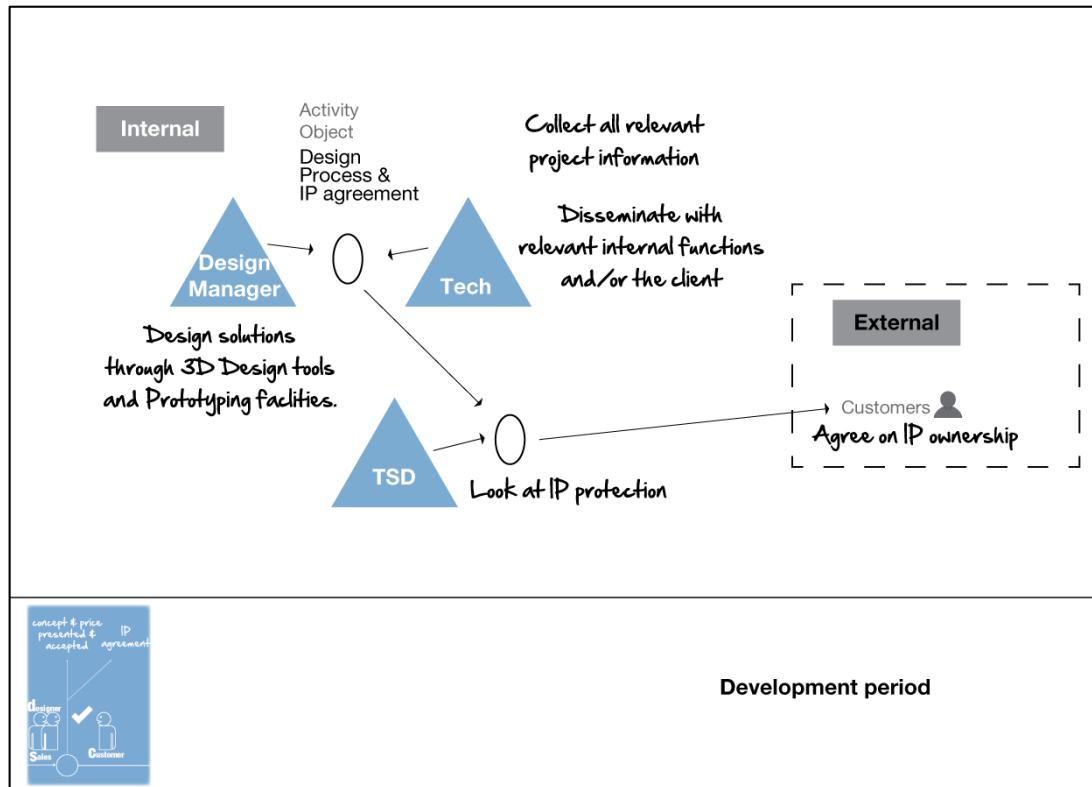 Internal
Activity
Object
Design
Process &
IP agreement
Collect all relevant
project information
Disseminate with
relevant internal functions
and/or the client
Design
Manager
Tech
Design solutions
through 3D Design tools
and Prototyping faclities.
External
Customers
Agree on IP ownership
TSD
Look at IP protection
concept & price
presented &
accepted
IP
agreement
designer
Sales
Customer
Development period